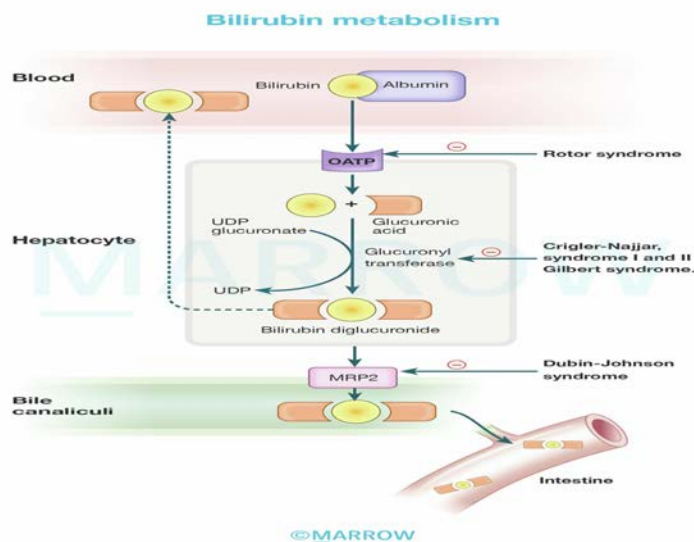 Bilirubin metabolism
Blood
Bilirubin
Albumin
OATP
Rotor syndrome
+
UDP
glucuronate
Glucuronic
acid
Hepatocyte
Glucuronyl
transferase
Crigler-Najjar,
syndrome I and II
Gilbert syndrome.
MARROW
UDP
Bilirubin diglucuronide
MRP2
Dubin-Johnson
syndrome
Bile
canaliculi
Intestine
©MARROW